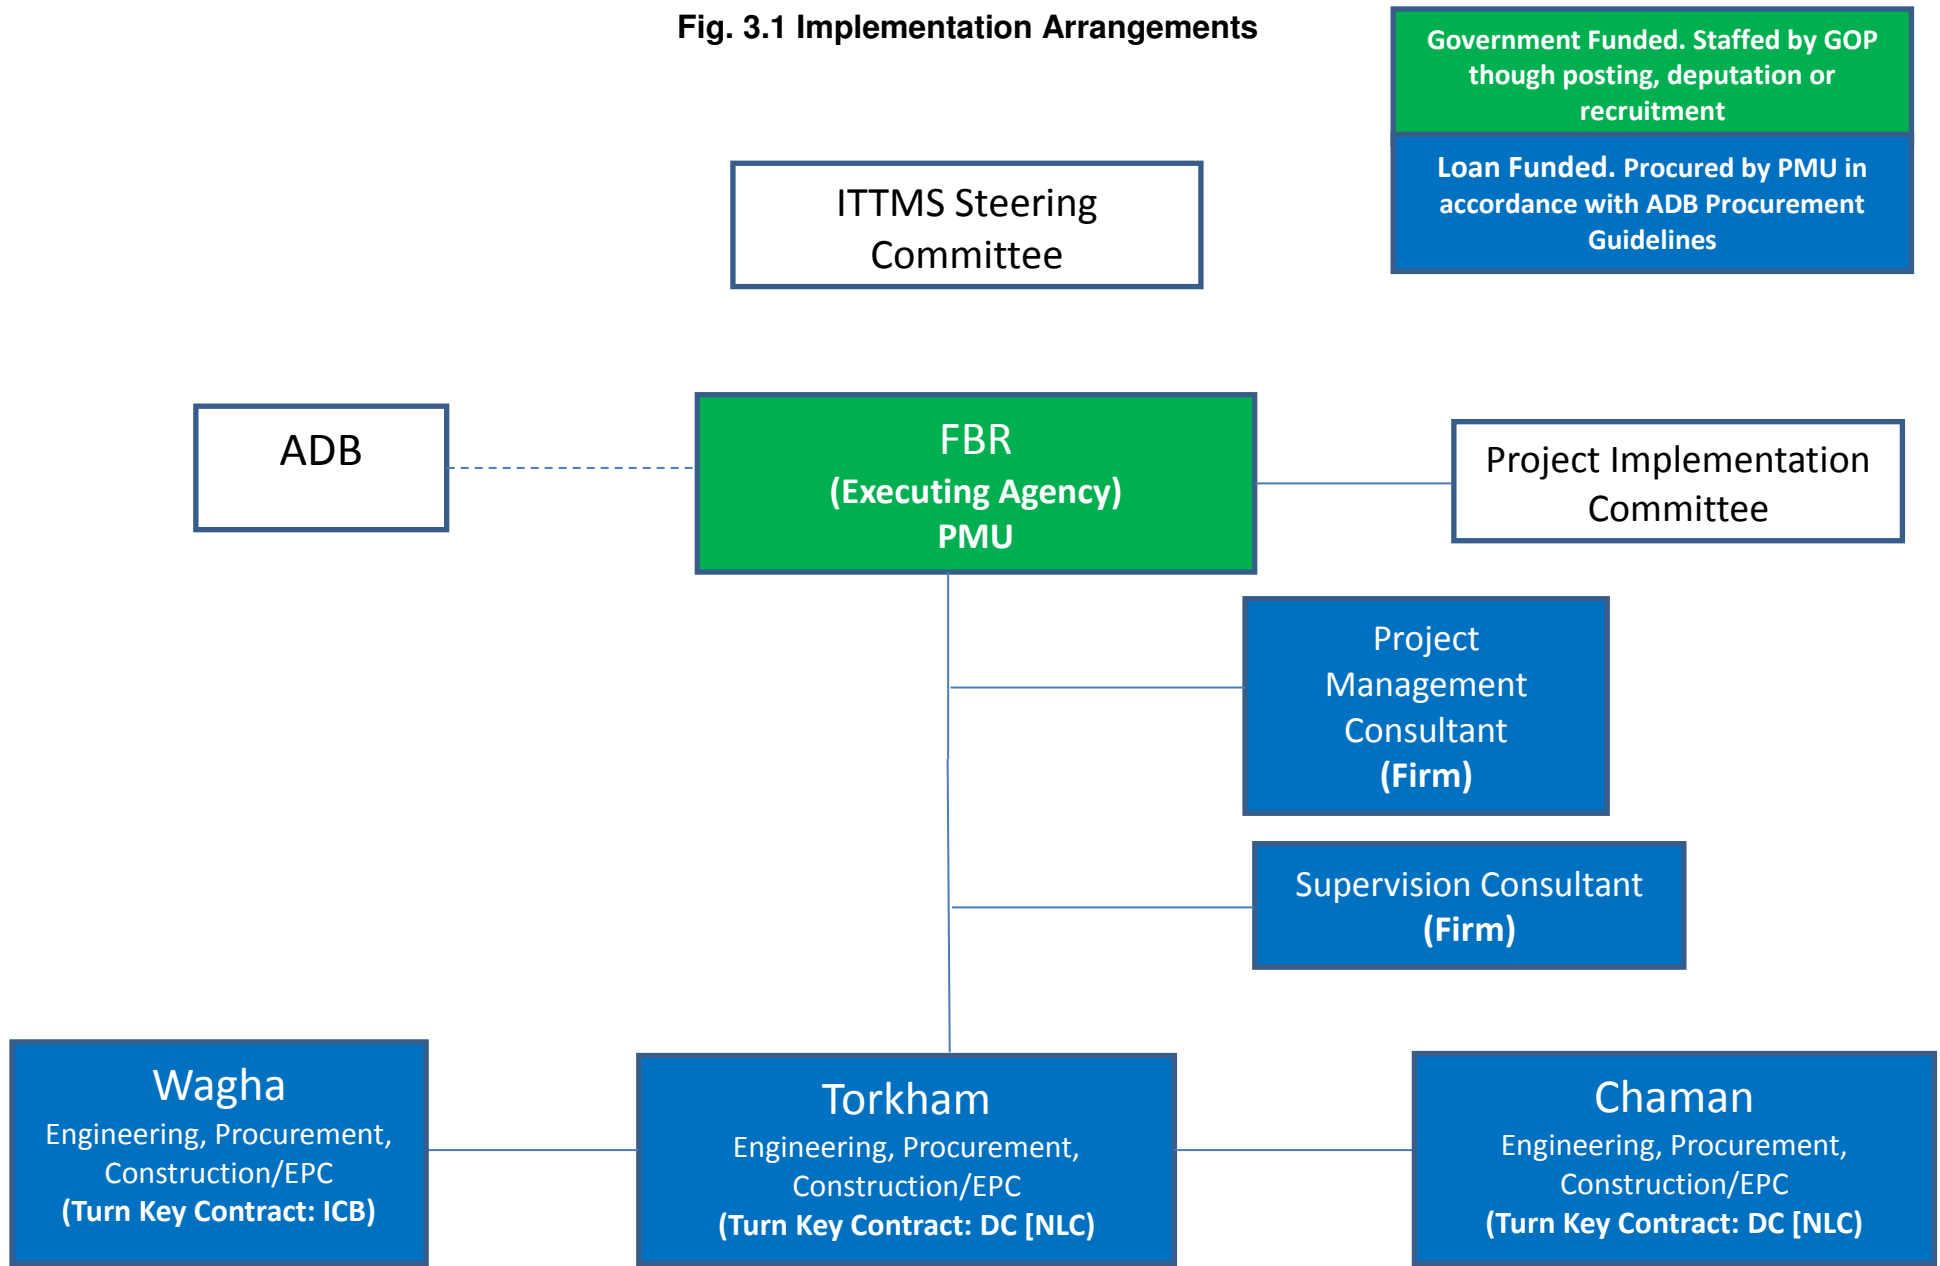 Fig. 3.1 Implementation Arrangements
Government Funded. Staffed by GOP
though posting, deputation or
recruitment
Loan Funded. Procured by PMU in
accordance with ADB Procurement
Guidelines
ITTMS Steering
Committee
ADB
FBR
(Executing Agency)
PMU
Project Implementation
Committee
Project
Management
Consultant
(Firm)
Supervision Consultant
(Firm)
Wagha
Engineering, Procurement,
Construction/EPC
(Turn Key Contract: ICB)
Torkham
Engineering, Procurement,
Construction/EPC
(Turn Key Contract: DC [NLC)
Chaman
Engineering, Procurement,
Construction/EPC
(Turn Key Contract: DC [NLC)